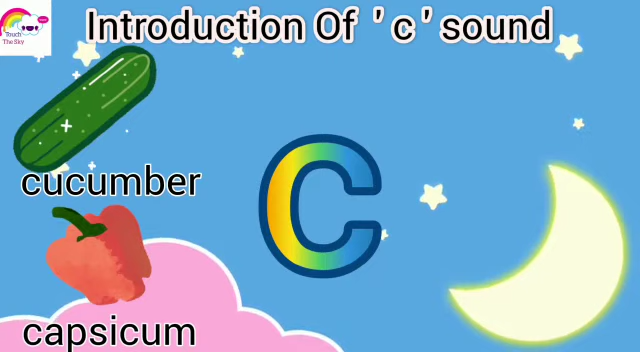 Introduction Of 'c' sound
Touch
The Sky
cucumber
c
capsicum